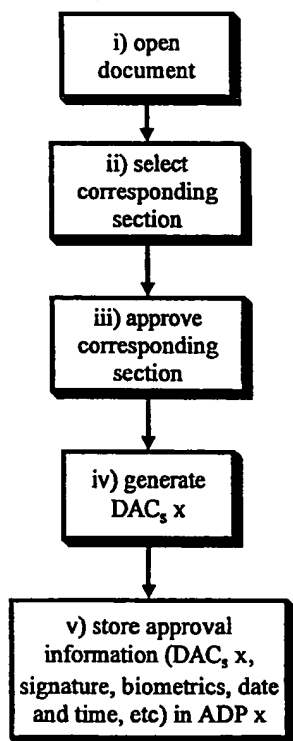 i) open
document
ii) select
corresponding
section
iii) approve
corresponding
section
iv) generate
DACs x
v) store approval
information (DACs x,
signature, biometrics, date
and time, etc) in ADP x